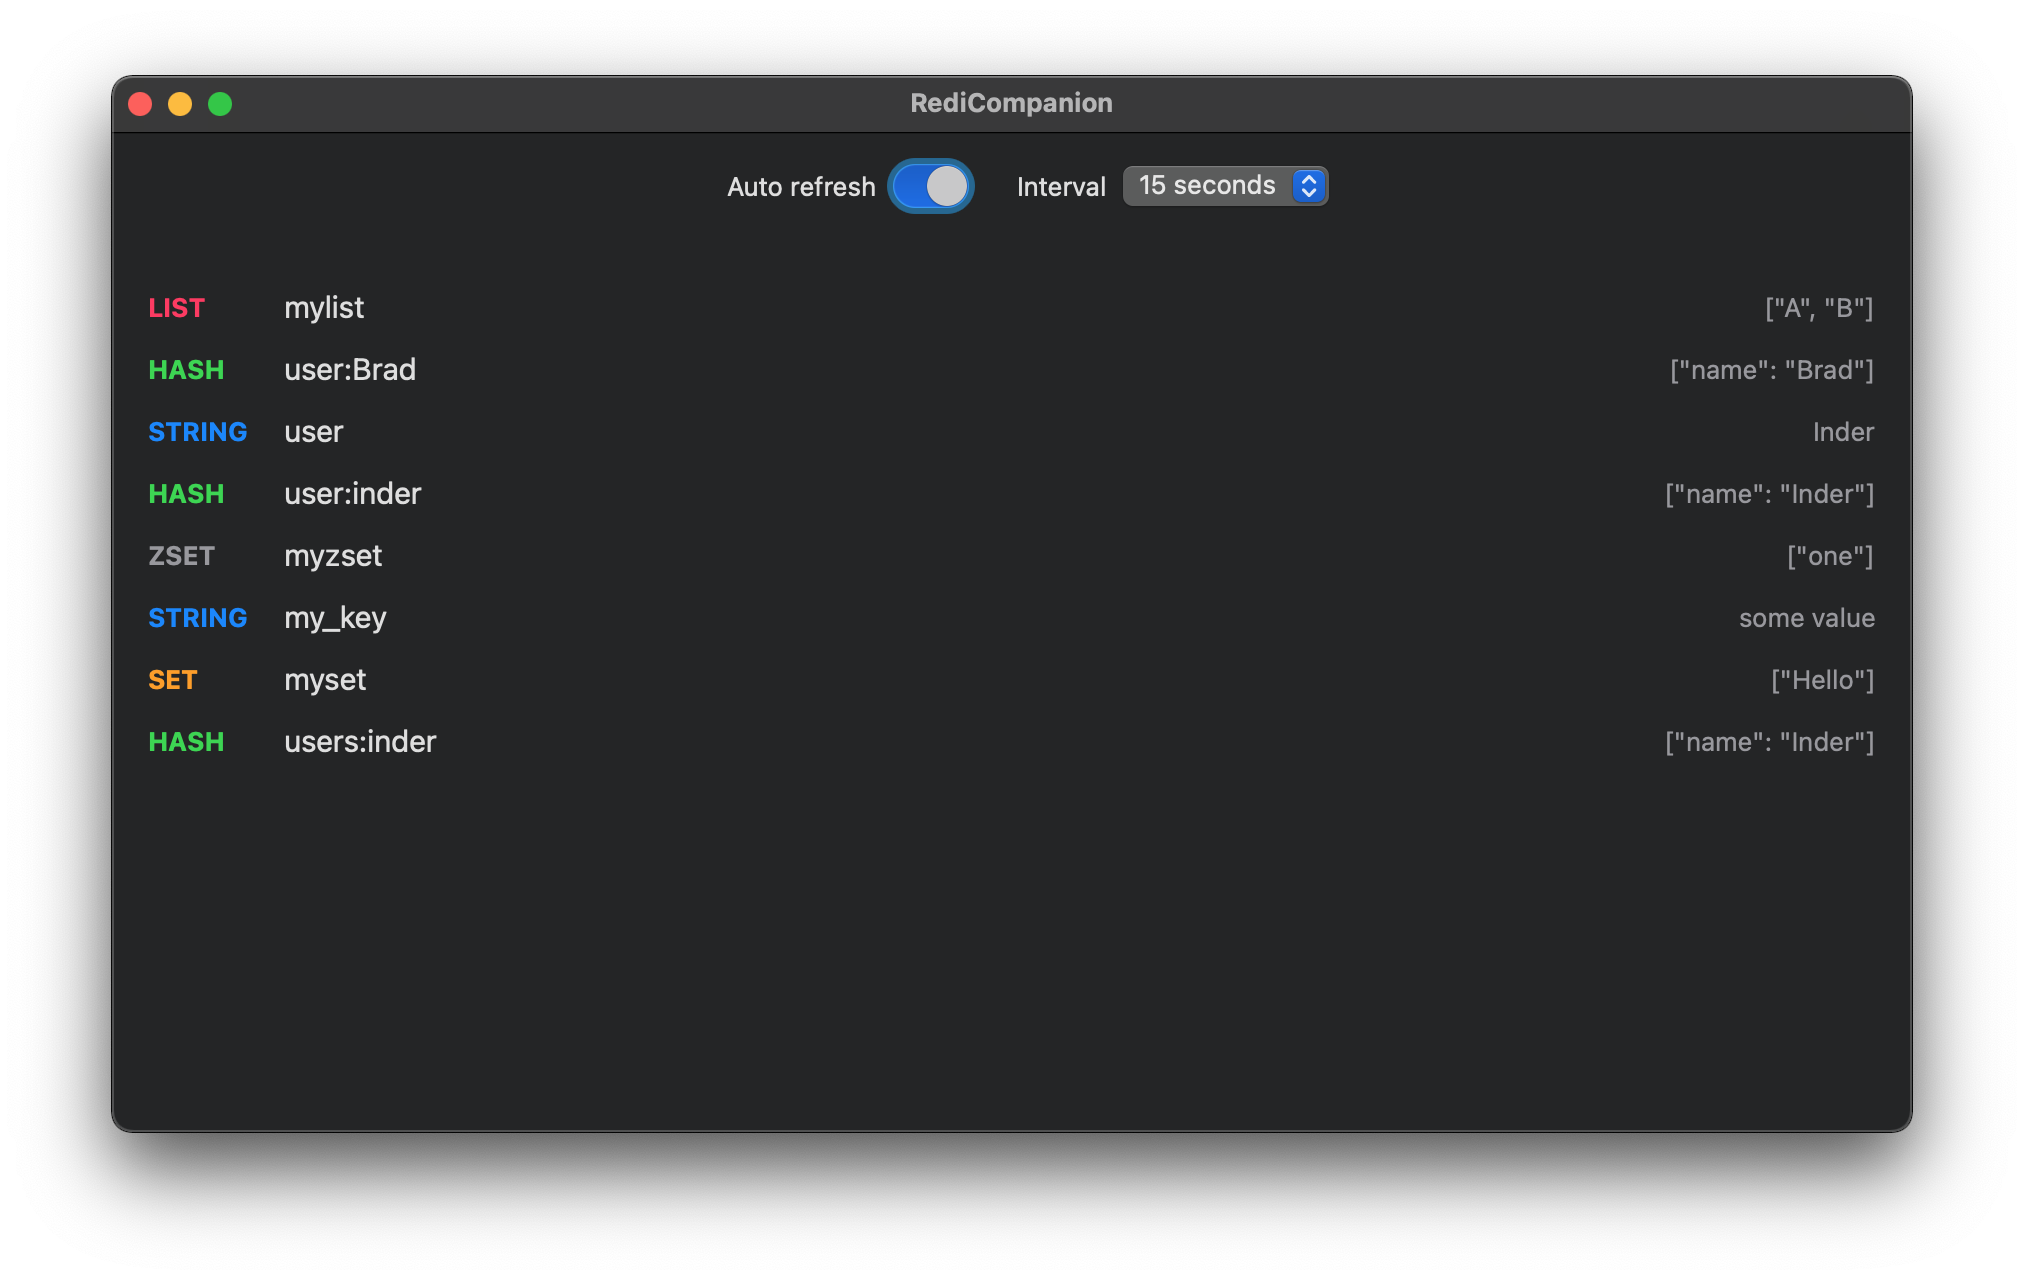 RediCompanion
Auto refresh Interval 15 seconds
LIST mylist ["A", "B"]
HASH user:Brad ["name": "Brad"]
STRING user Inder
HASH user:inder ["name": "Inder"]
ZSET myzset ["one"]
STRING my_key some value
SET myset ["Hello"]
HASH users:inder ["name": "Inder"]